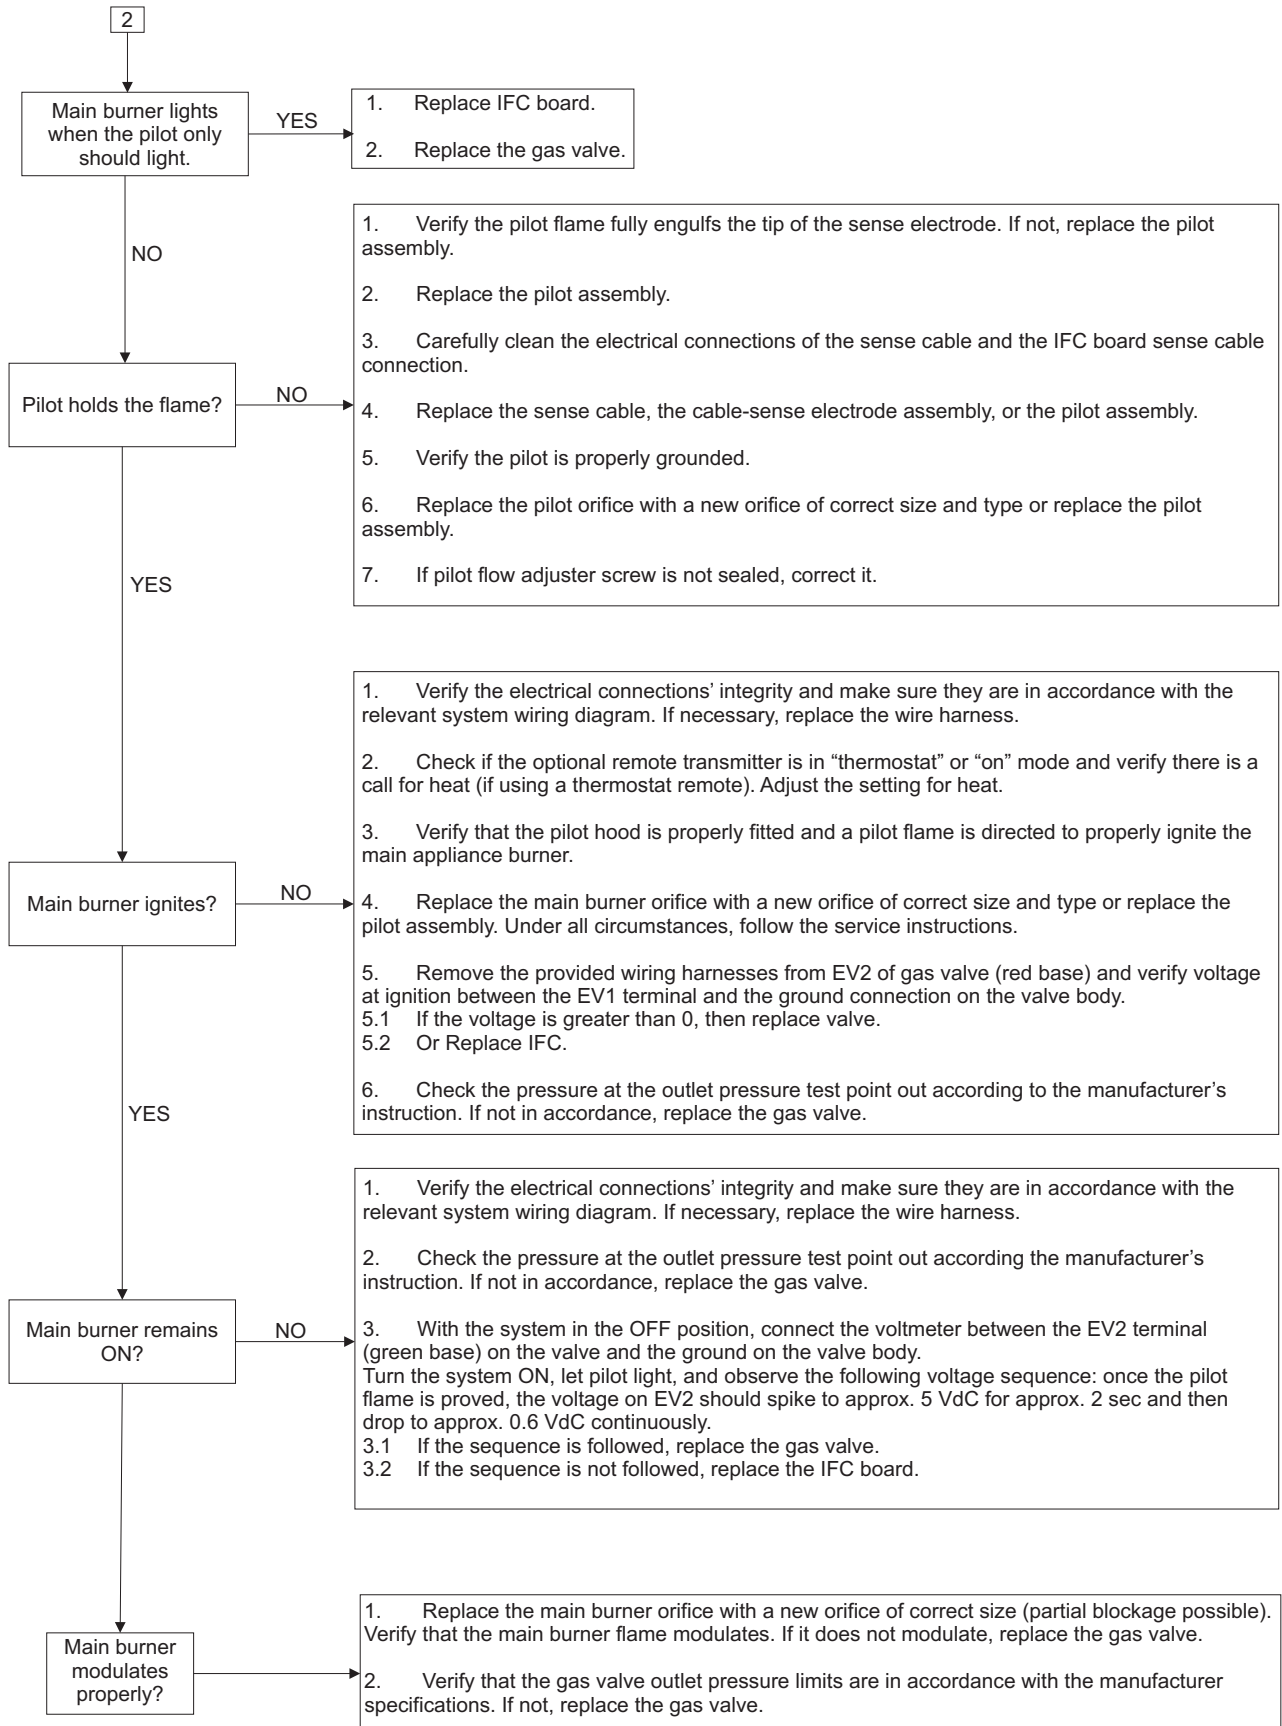 2
Main burner lights
when the pilot only
should light.
YES
1. Replace IFC board.
2. Replace the gas valve.
NO
1. Verify the pilot flame fully engulfs the tip of the sense electrode. If not, replace the pilot
assembly.
2. Replace the pilot assembly.
3. Carefully clean the electrical connections of the sense cable and the IFC board sense cable
connection.
4. Replace the sense cable, the cable-sense electrode assembly, or the pilot assembly.
5. Verify the pilot is properly grounded.
6. Replace the pilot orifice with a new orifice of correct size and type or replace the pilot
assembly.
7. If pilot flow adjuster screw is not sealed, correct it.
Pilot holds the flame?
NO
YES
1. Verify the electrical connections’ integrity and make sure they are in accordance with the
relevant system wiring diagram. If necessary, replace the wire harness.
2. Check if the optional remote transmitter is in “thermostat” or “on” mode and verify there is a
call for heat (if using a thermostat remote). Adjust the setting for heat.
3. Verify that the pilot hood is properly fitted and a pilot flame is directed to properly ignite the
main appliance burner.
4. Replace the main burner orifice with a new orifice of correct size and type or replace the
pilot assembly. Under all circumstances, follow the service instructions.
5. Remove the provided wiring harnesses from EV2 of gas valve (red base) and verify voltage
at ignition between the EV1 terminal and the ground connection on the valve body.
5.1 If the voltage is greater than 0, then replace valve.
5.2 Or Replace IFC.
6. Check the pressure at the outlet pressure test point out according to the manufacturer’s
instruction. If not in accordance, replace the gas valve.
Main burner ignites?
NO
YES
1. Verify the electrical connections’ integrity and make sure they are in accordance with the
relevant system wiring diagram. If necessary, replace the wire harness.
2. Check the pressure at the outlet pressure test point out according the manufacturer’s
instruction. If not in accordance, replace the gas valve.
3. With the system in the OFF position, connect the voltmeter between the EV2 terminal
(green base) on the valve and the ground on the valve body.
Turn the system ON, let pilot light, and observe the following voltage sequence: once the pilot
flame is proved, the voltage on EV2 should spike to approx. 5 VdC for approx. 2 sec and then
drop to approx. 0.6 VdC continuously.
3.1 If the sequence is followed, replace the gas valve.
3.2 If the sequence is not followed, replace the IFC board.
Main burner remains
ON?
NO
Main burner
modulates
properly?
1. Replace the main burner orifice with a new orifice of correct size (partial blockage possible).
Verify that the main burner flame modulates. If it does not modulate, replace the gas valve.
2. Verify that the gas valve outlet pressure limits are in accordance with the manufacturer
specifications. If not, replace the gas valve.